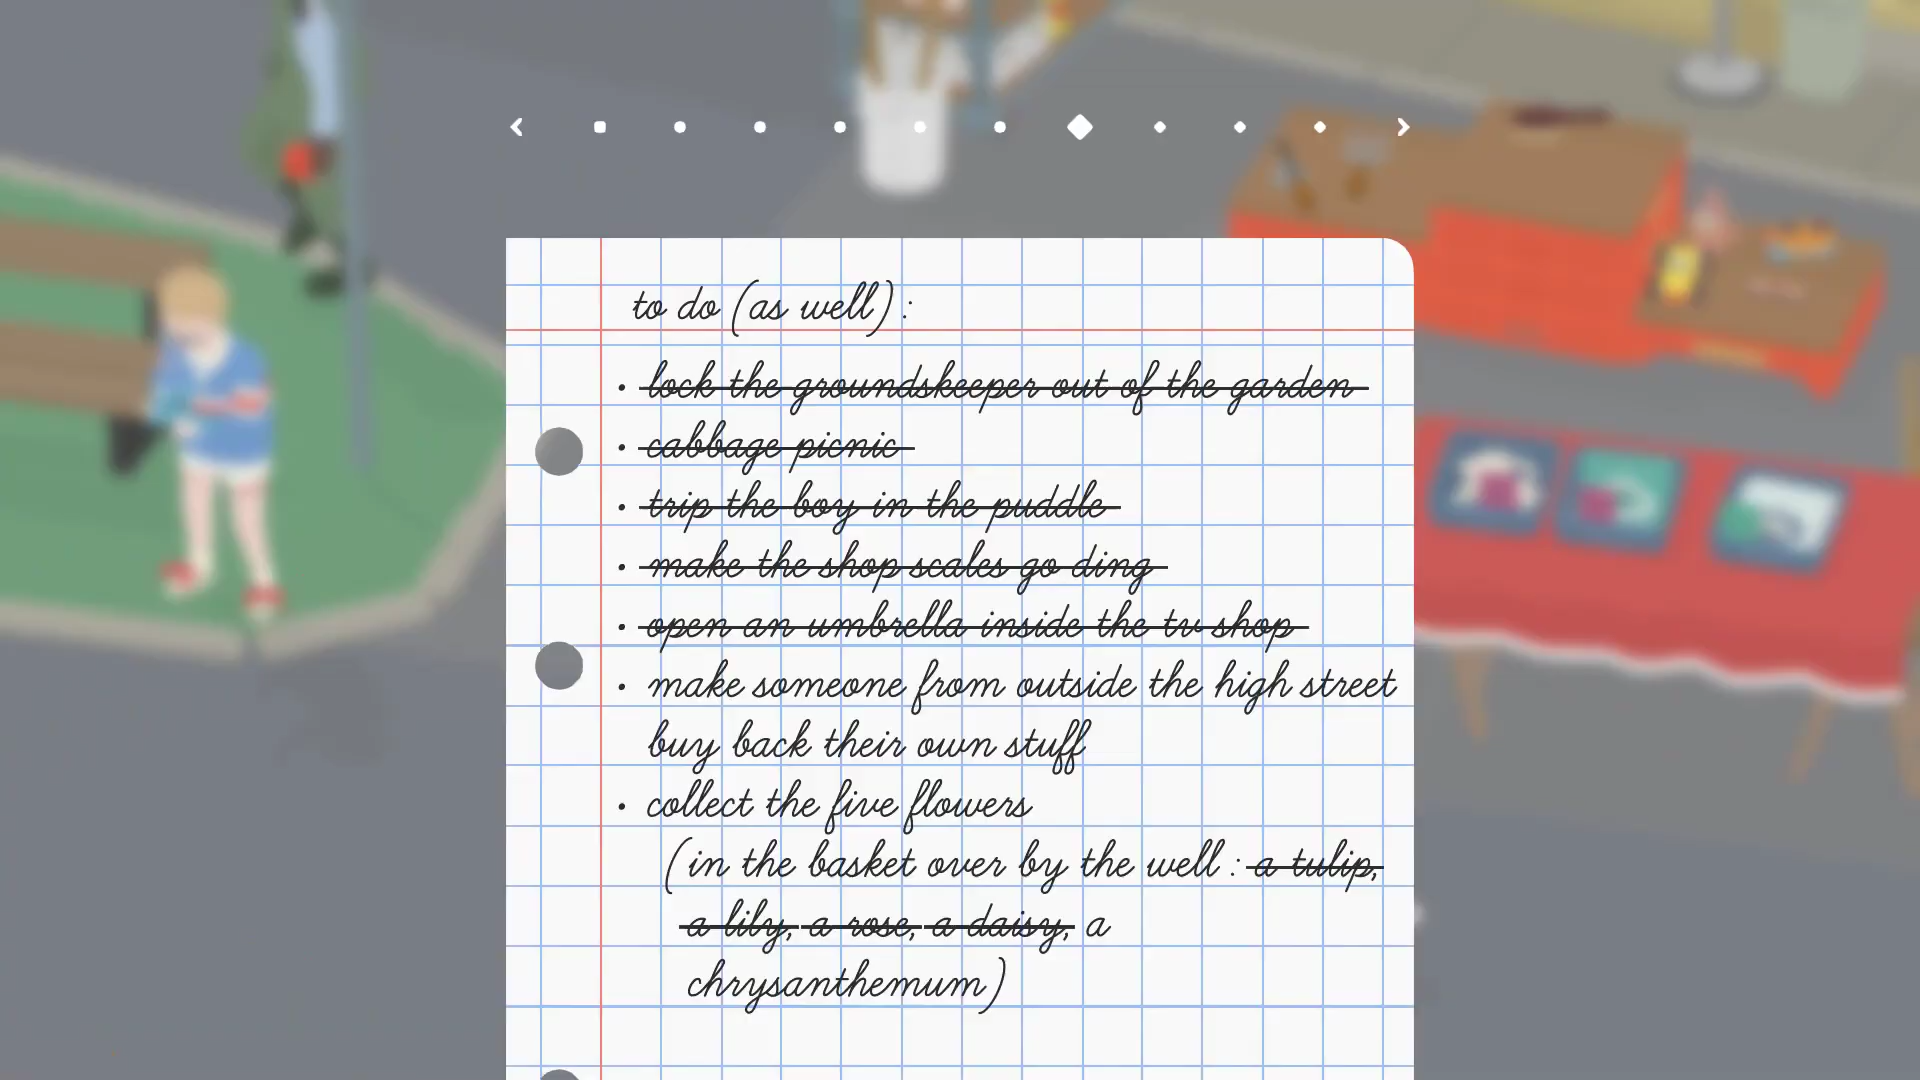 to do (as well) :
• lock the groundskeeper out of the garden
• cabbage picnic
• trip the boy in the puddle
• make the shop scales go ding
• open an umbrella inside the tv shop
• make someone from outside the high street
buy back their own stuff
• collect the five flowers
(in the basket over by the well : a tulip,
a lily, a rose, a daisy, a
chrysanthemum)